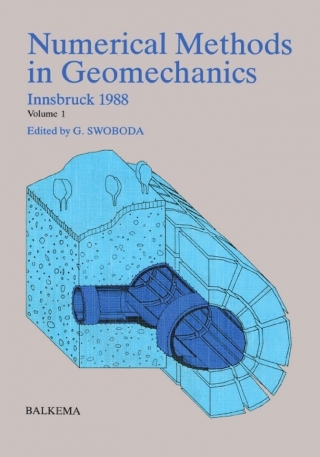 Numerical Methods
in Geomechanics
Innsbruck 1988
Volume 1
Edited by G. SWOBODA
BALKEMA